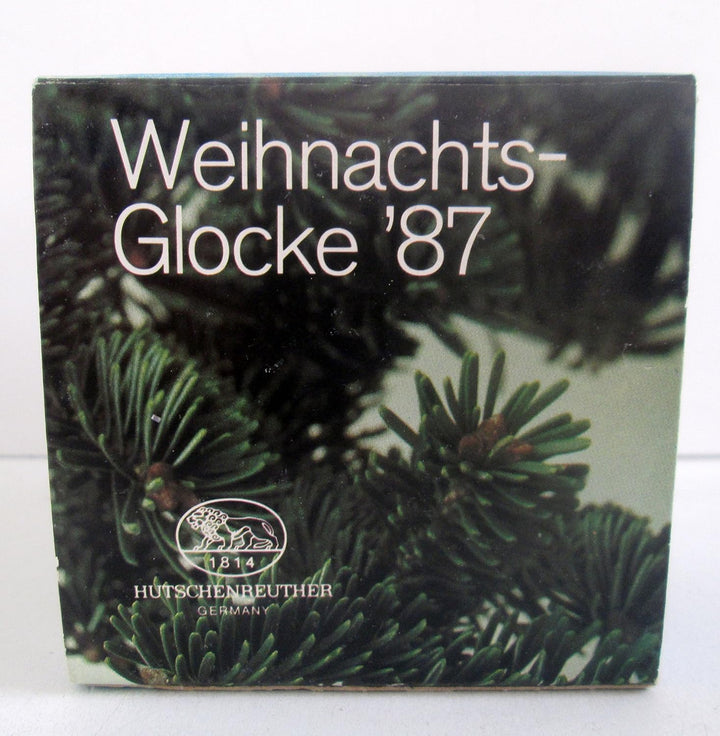 Weihnachts-
Glocke '87
1814
HUTSCHENREUTHER
GERMANY